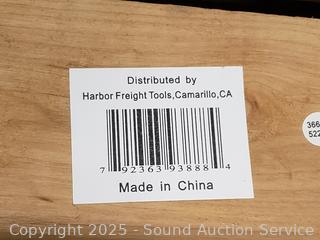 Distributed by
Harbor Freight Tools,Camarillo,CA
7 92363 93888 4
Made in China
366
522
Copyright 2025 - Sound Auction Service